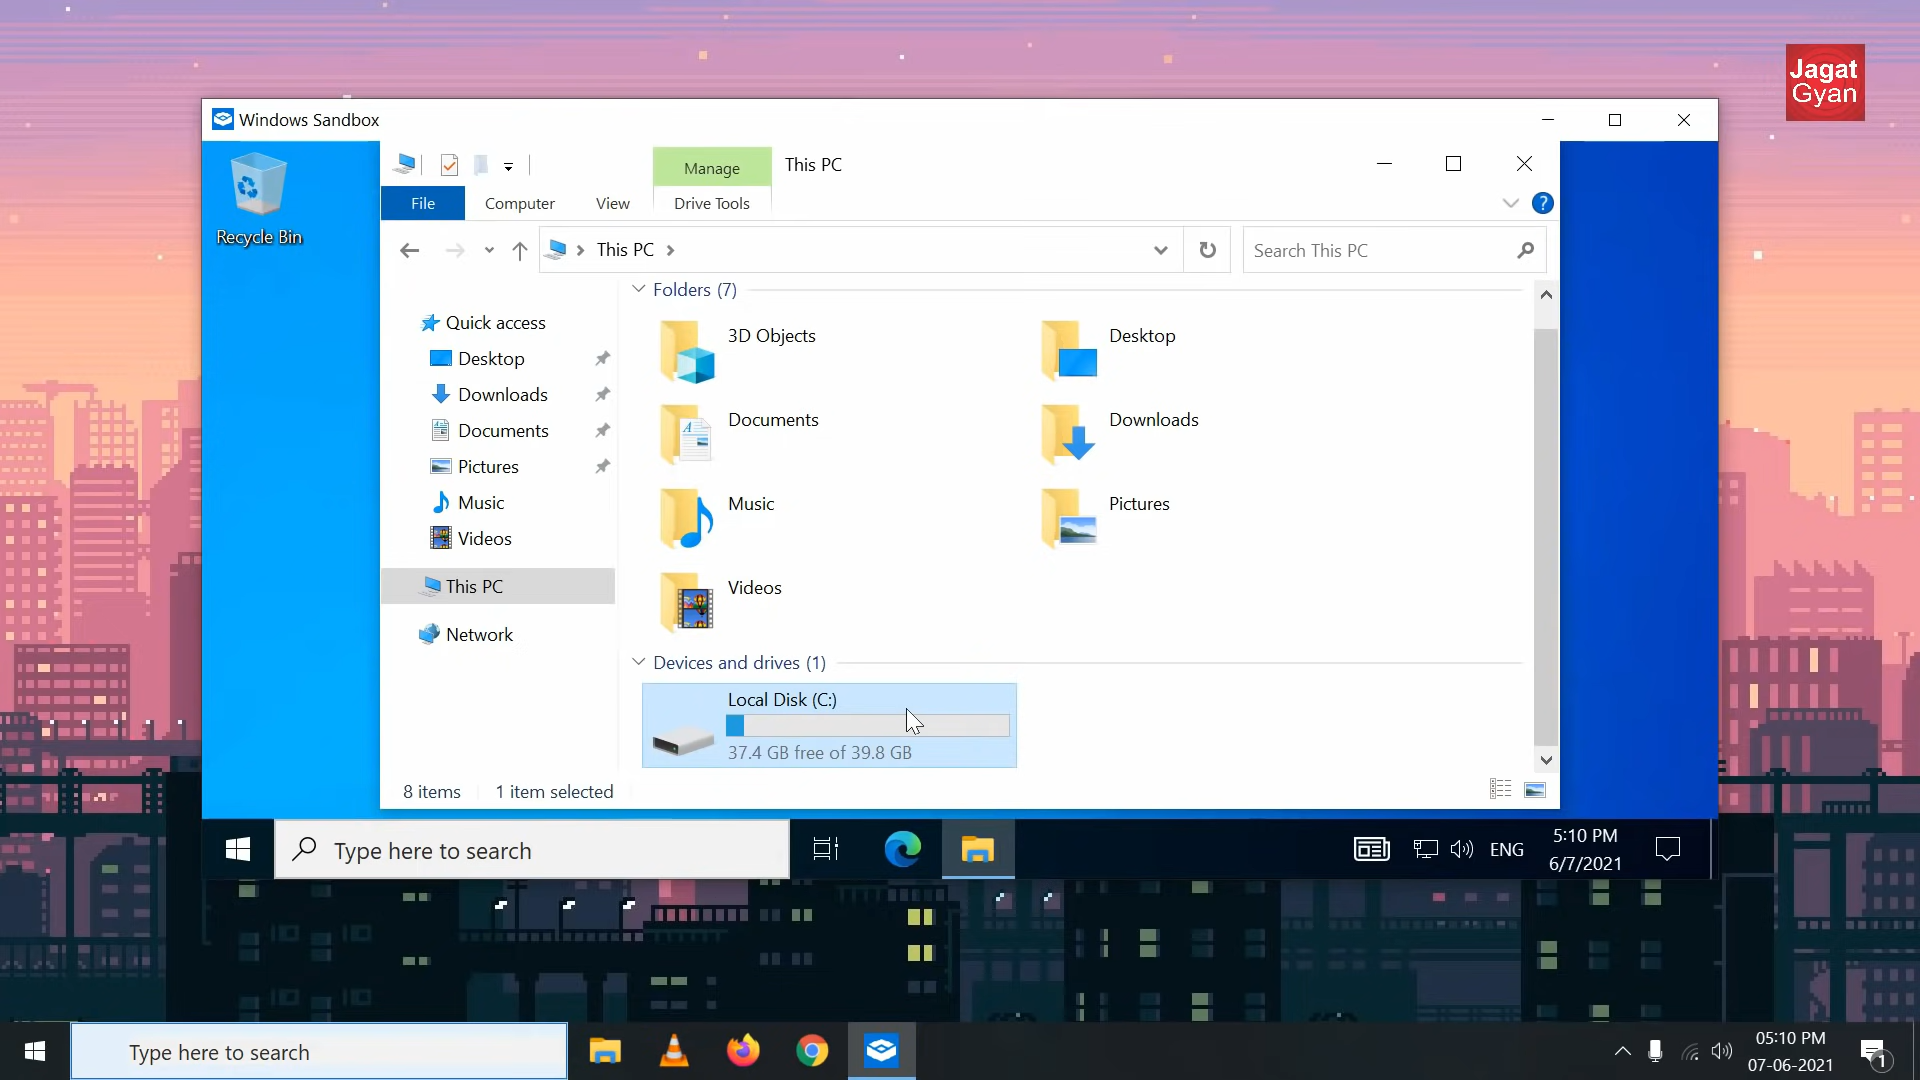 Jagat
Gyan
Windows Sandbox
Manage
This PC
File
Computer
View
Drive Tools
?
This PC
Search This PC
Quick access
Desktop
Downloads
Documents
Pictures
Music
Videos
This PC
Network
Folders (7)
3D Objects
Desktop
Documents
Downloads
Music
Pictures
Videos
Devices and drives (1)
Local Disk (C:)
37.4 GB free of 39.8 GB
8 items
1 item selected
Type here to search
ENG
5:10 PM
6/7/2021
Type here to search
05:10 PM
07-06-2021
1